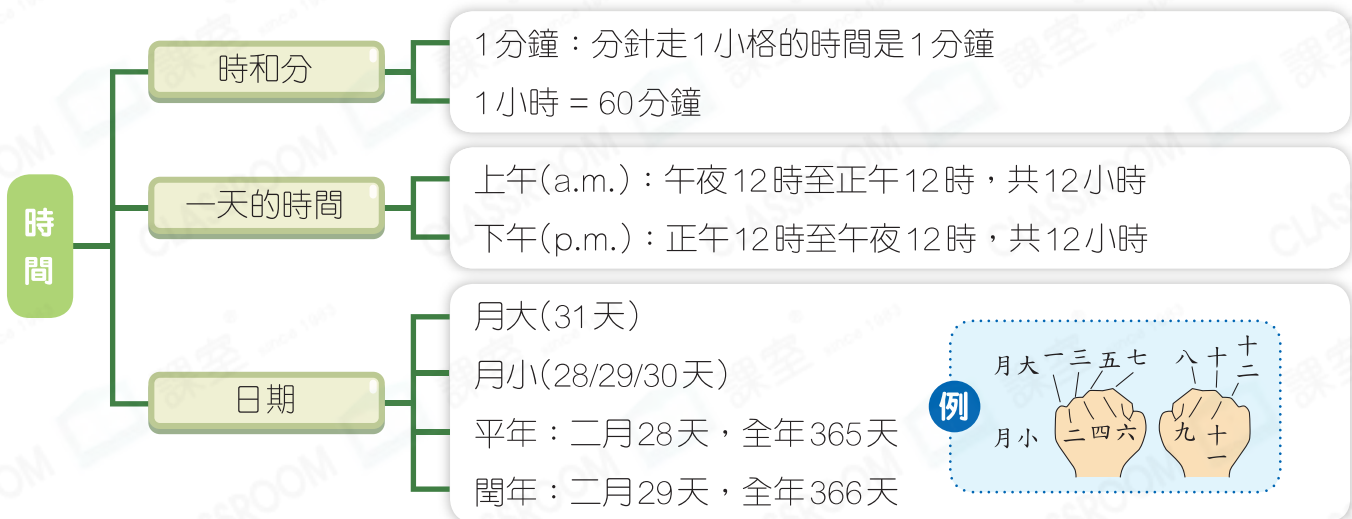 時間
時和分
1分鐘：分針走1小格的時間是1分鐘
1小時 = 60分鐘
一天的時間
上午(a.m.)：午夜12時至正午12時，共12小時
下午(p.m.)：正午12時至午夜12時，共12小時
日期
月大(31天)
月小(28/29/30天)
平年：二月28天，全年365天
閏年：二月29天，全年366天
例
月大 一 三 五 七 八 十 十二
月小 二 四 六 九 十一
課室 CLASSROOM since 1983